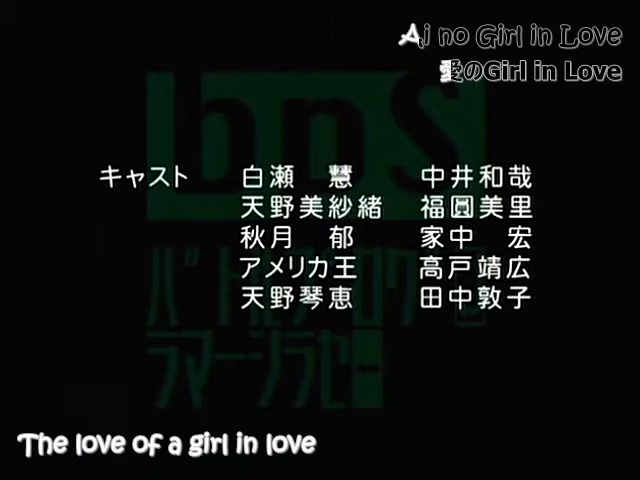 Ai no Girl in Love
愛のGirl in Love
bps
キャスト 白瀬 慧 中井和哉
天野美紗緒 福圓美里
秋月 郁 家中 宏
アメリカ王 高戸靖広
天野琴恵 田中敦子
The love of a girl in love